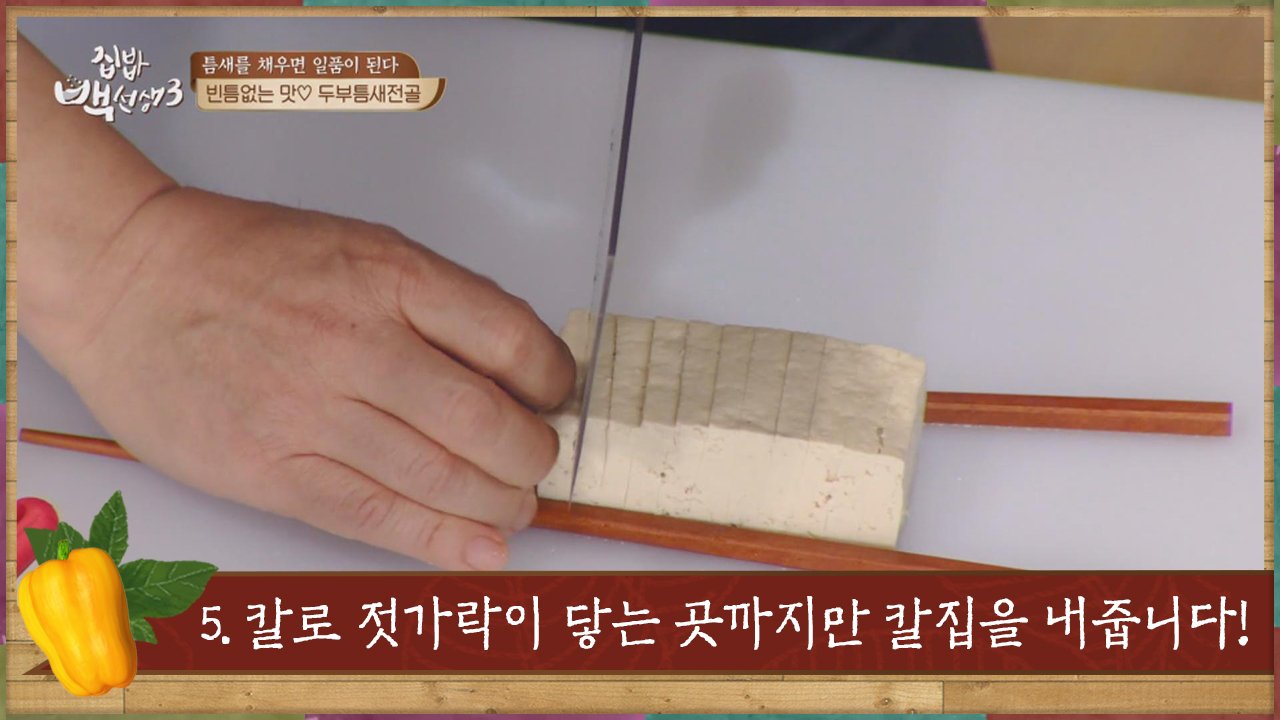 집밥
백선생3
틈새를 채우면 일품이 된다
빈틈없는 맛♡ 두부틈새전골
5. 칼로 젓가락이 닿는 곳까지만 칼집을 내줍니다!